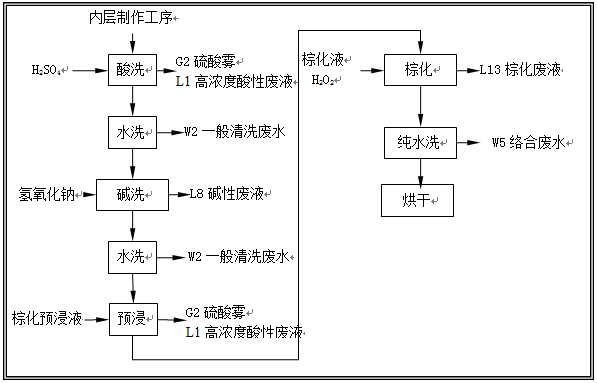 内层制作工序
H₂SO₄
酸洗
G2 硫酸雾
L1 高浓度酸性废液
水洗
W2 一般清洗废水
氢氧化钠
碱洗
L8 碱性废液
水洗
W2 一般清洗废水
棕化预浸液
预浸
G2 硫酸雾
L1 高浓度酸性废液
棕化液
H₂O₂
棕化
L13 棕化废液
纯水洗
W5 络合废水
烘干